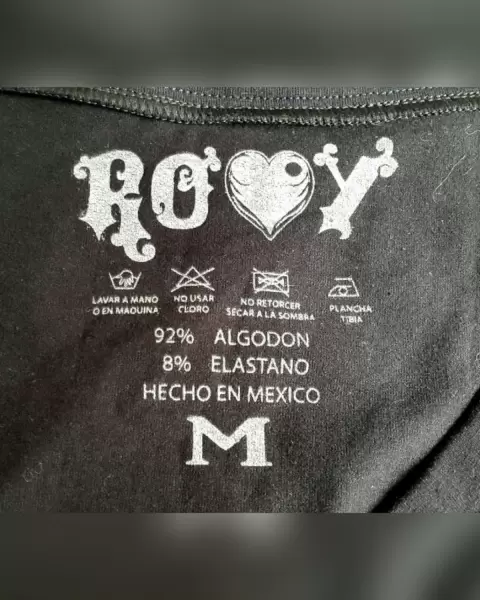 RO♥Y
LAVAR A MANO
O EN MAQUINA
NO USAR
CLORO
NO RETORCER
SECAR A LA SOMBRA
PLANCHA
TIBIA
92% ALGODON
8% ELASTANO
HECHO EN MEXICO
M